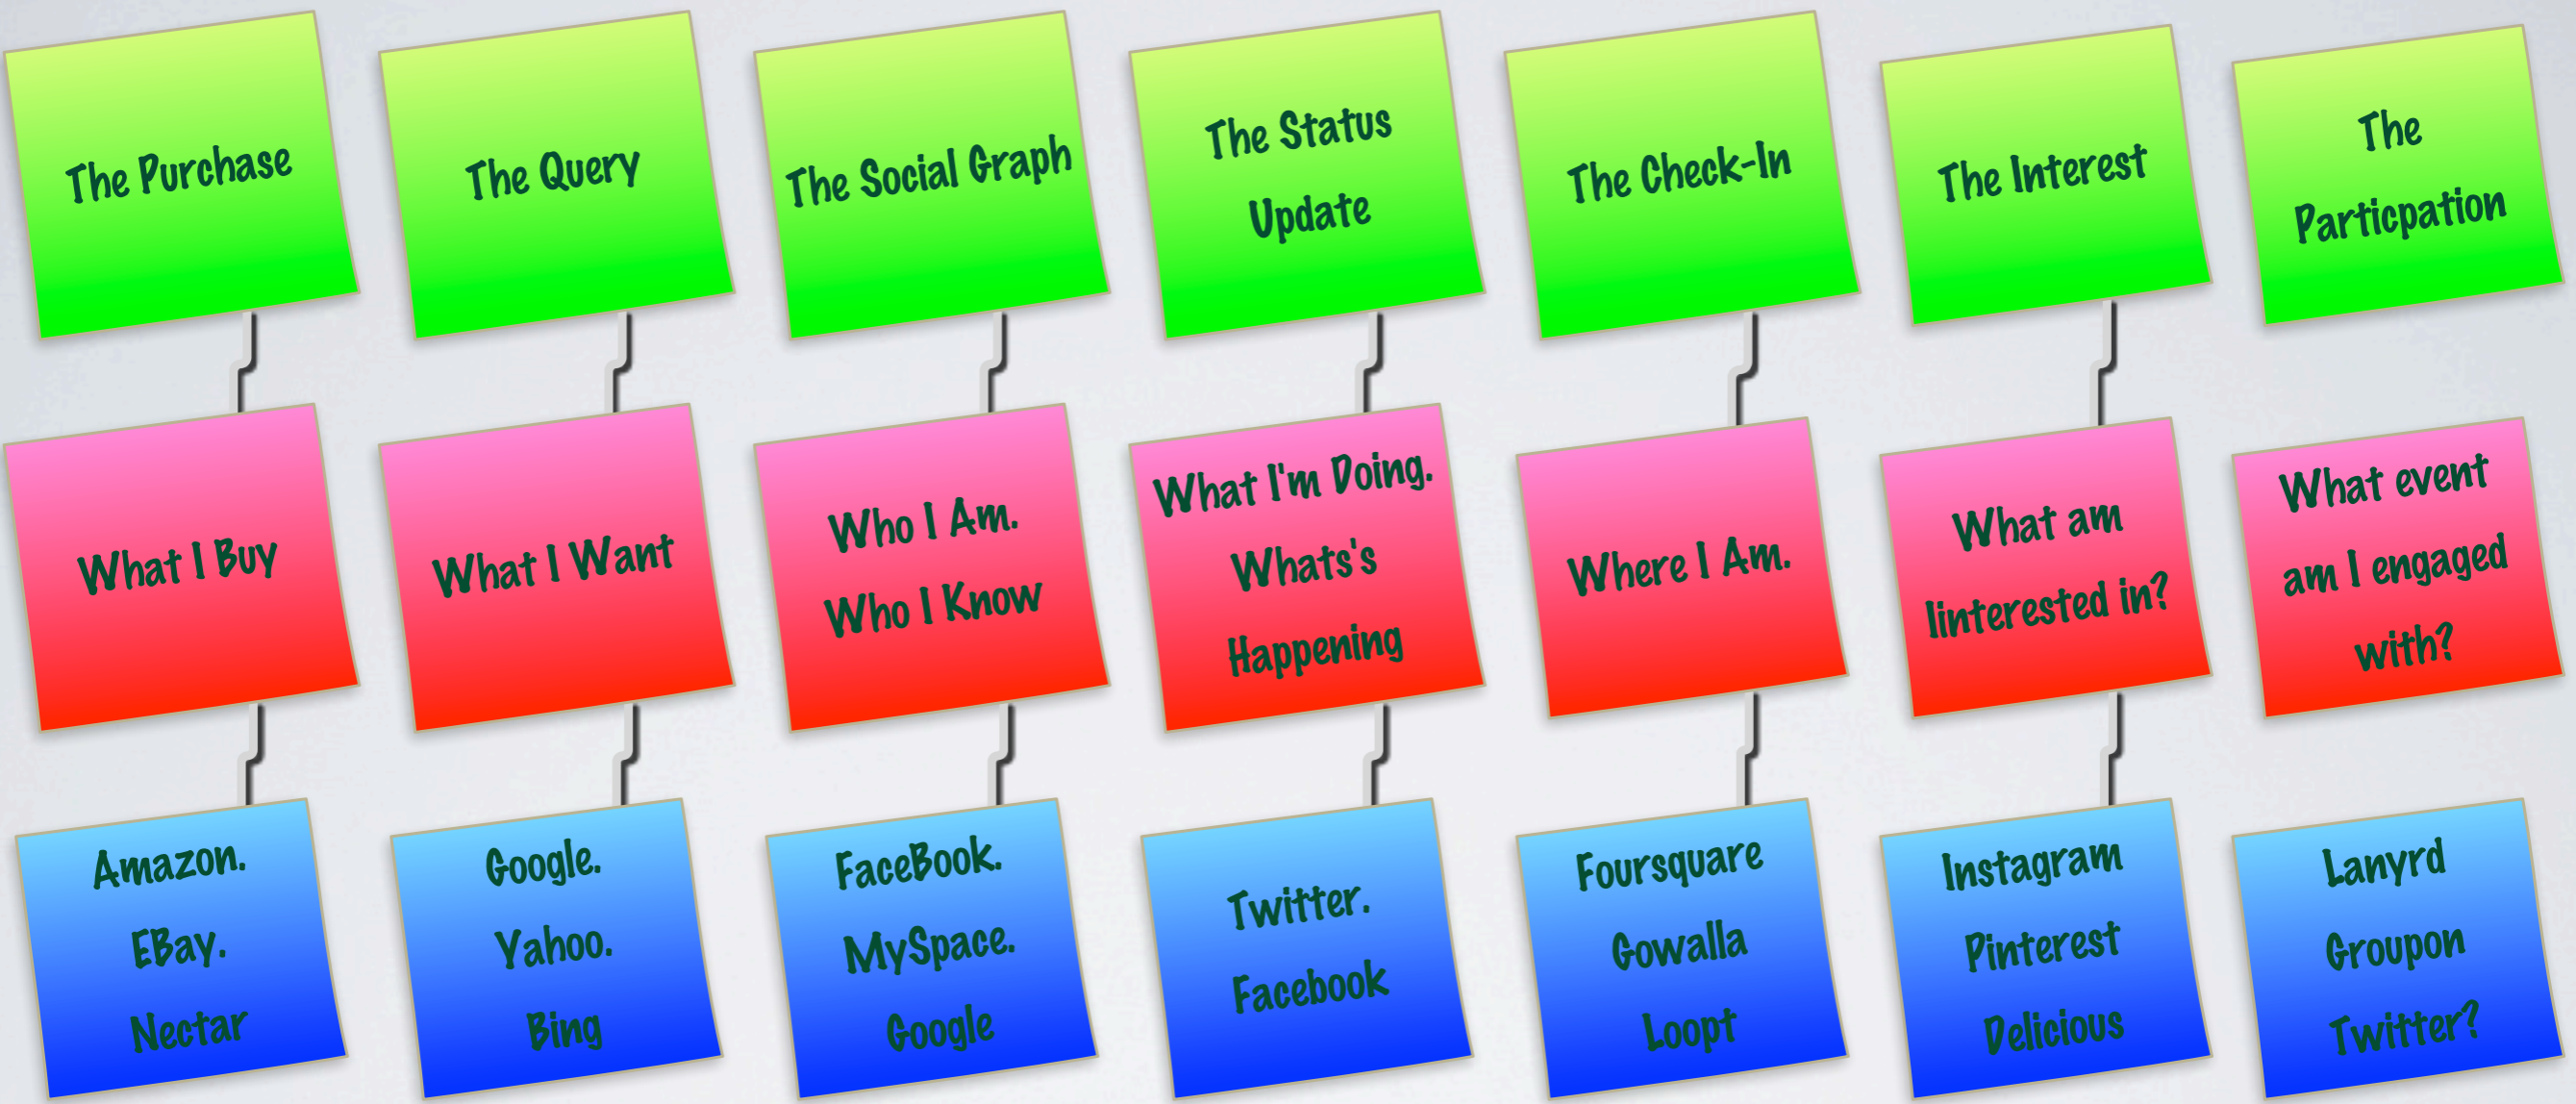 The Purchase
The Query
The Social Graph
The Status
Update
The Check-In
The Interest
The
Particpation
What I Buy
What I Want
Who I Am.
Who I Know
What I'm Doing.
Whats's
Happening
Where I Am.
What am
Iinterested in?
What event
am I engaged
with?
Amazon.
EBay.
Nectar
Google.
Yahoo.
Bing
FaceBook.
MySpace.
Google
Twitter.
Facebook
Foursquare
Gowalla
Loopt
Instagram
Pinterest
Delicious
Lanyrd
Groupon
Twitter?